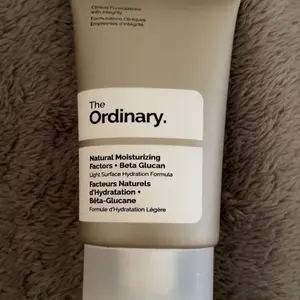 Clinical Formulations
with Integrity.
Formulations Cliniques
Empreintes d'Intégrité.
The
Ordinary.
Natural Moisturizing
Factors + Beta Glucan
Light Surface Hydration Formula
Facteurs Naturels
d'Hydratation +
Bêta-Glucane
Formule d'Hydratation Légère